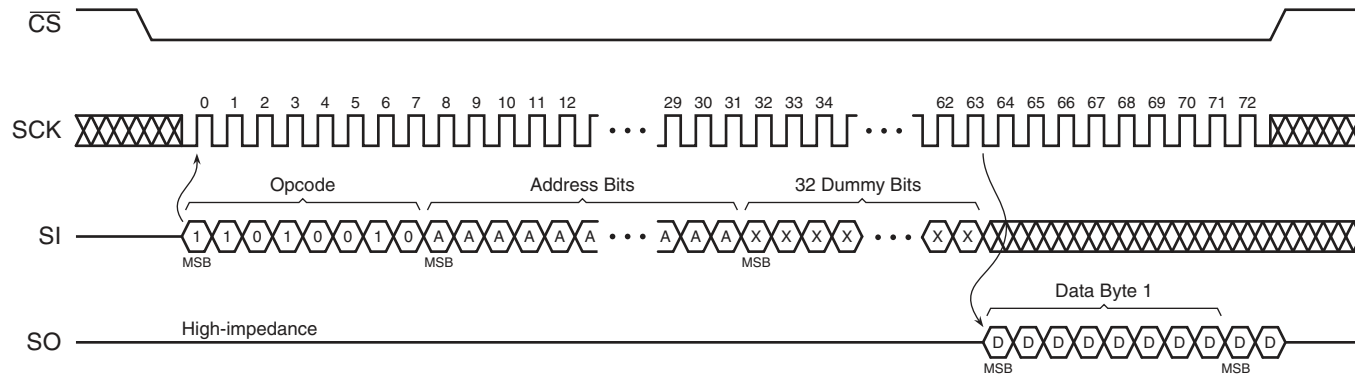 CS
0 1 2 3 4 5 6 7 8 9 10 11 12 29 30 31 32 33 34 62 63 64 65 66 67 68 69 70 71 72
SCK • • • • • •
Opcode Address Bits 32 Dummy Bits
SI 1 1 0 1 0 0 1 0 A A A A A A • • • A A A X X X X • • • X X
MSB MSB MSB
Data Byte 1
High-impedance
SO D D D D D D D D D D
MSB MSB